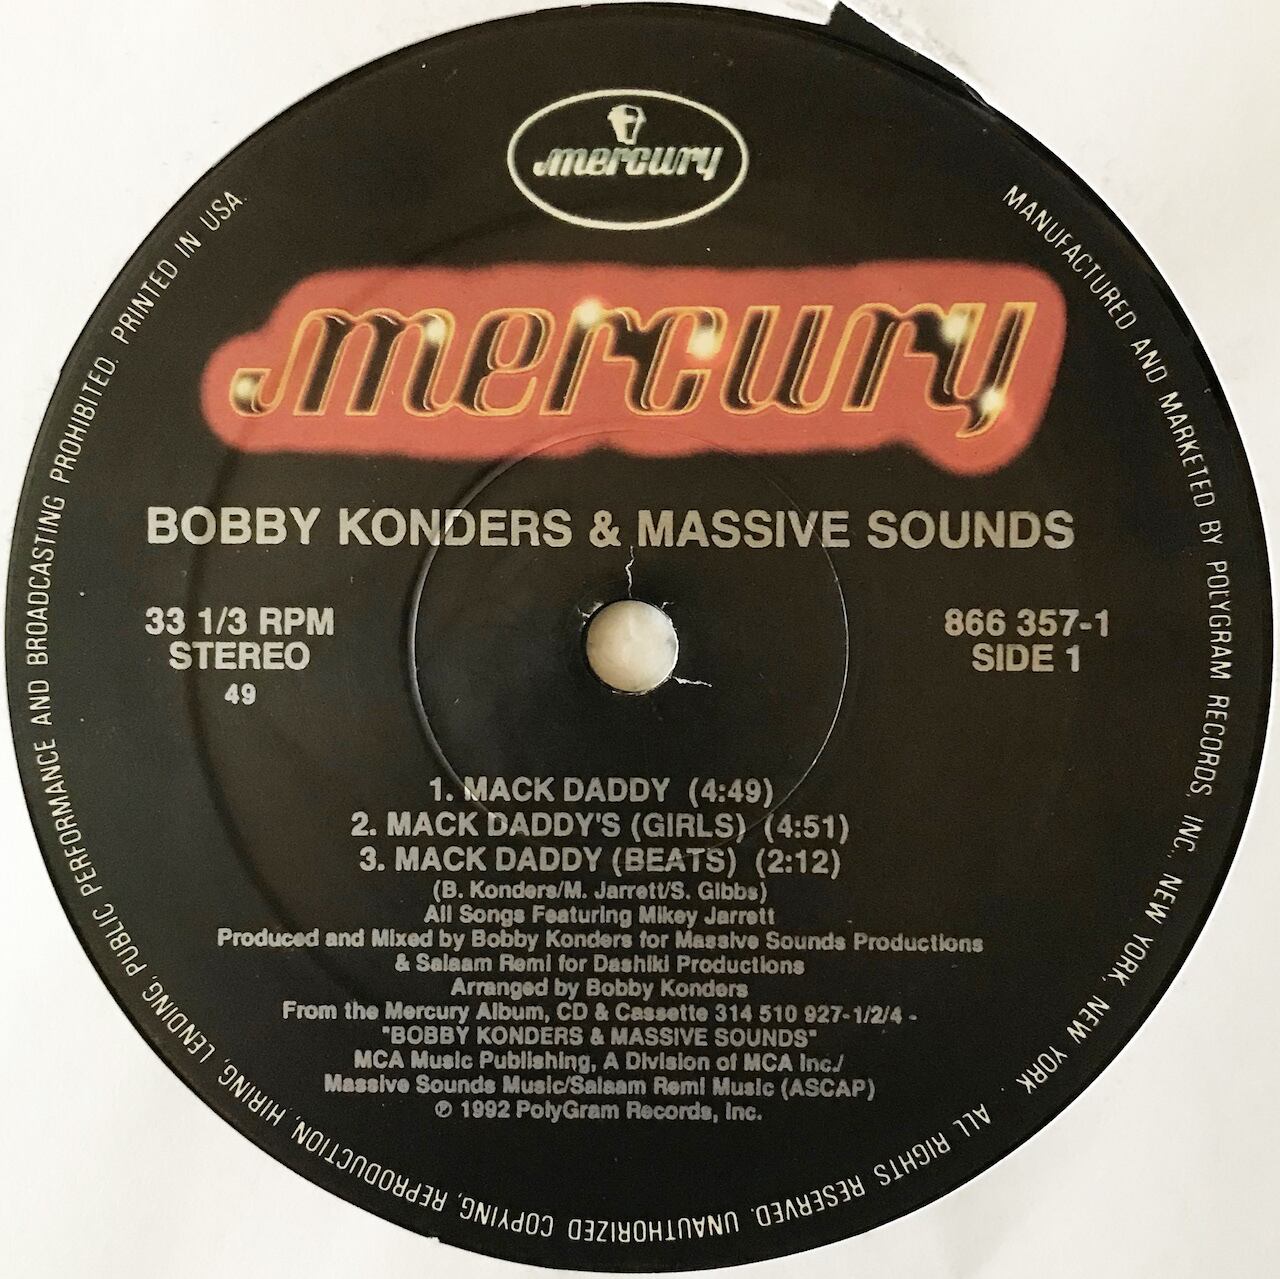 mercury
mercury
BOBBY KONDERS & MASSIVE SOUNDS
33 1/3 RPM
STEREO
49
866 357-1
SIDE 1
1. MACK DADDY (4:49)
2. MACK DADDY'S (GIRLS) (4:51)
3. MACK DADDY (BEATS) (2:12)
(B. Konders/M. Jarrett/S. Gibbs)
All Songs Featuring Mikey Jarrett
Produced and Mixed by Bobby Konders for Massive Sounds Productions
& Salaam Remi for Dashiki Productions
Arranged by Bobby Konders
From the Mercury Album, CD & Cassette 314 510 927-1/2/4 -
"BOBBY KONDERS & MASSIVE SOUNDS"
MCA Music Publishing, A Division of MCA Inc./
Massive Sounds Music/Salaam Remi Music (ASCAP)
℗ 1992 PolyGram Records, Inc.
MANUFACTURED AND MARKETED BY POLYGRAM RECORDS, INC., NEW YORK, NEW YORK. ALL RIGHTS RESERVED. UNAUTHORIZED COPYING, REPRODUCTION, HIRING, LENDING, PUBLIC PERFORMANCE AND BROADCASTING PROHIBITED. PRINTED IN USA.